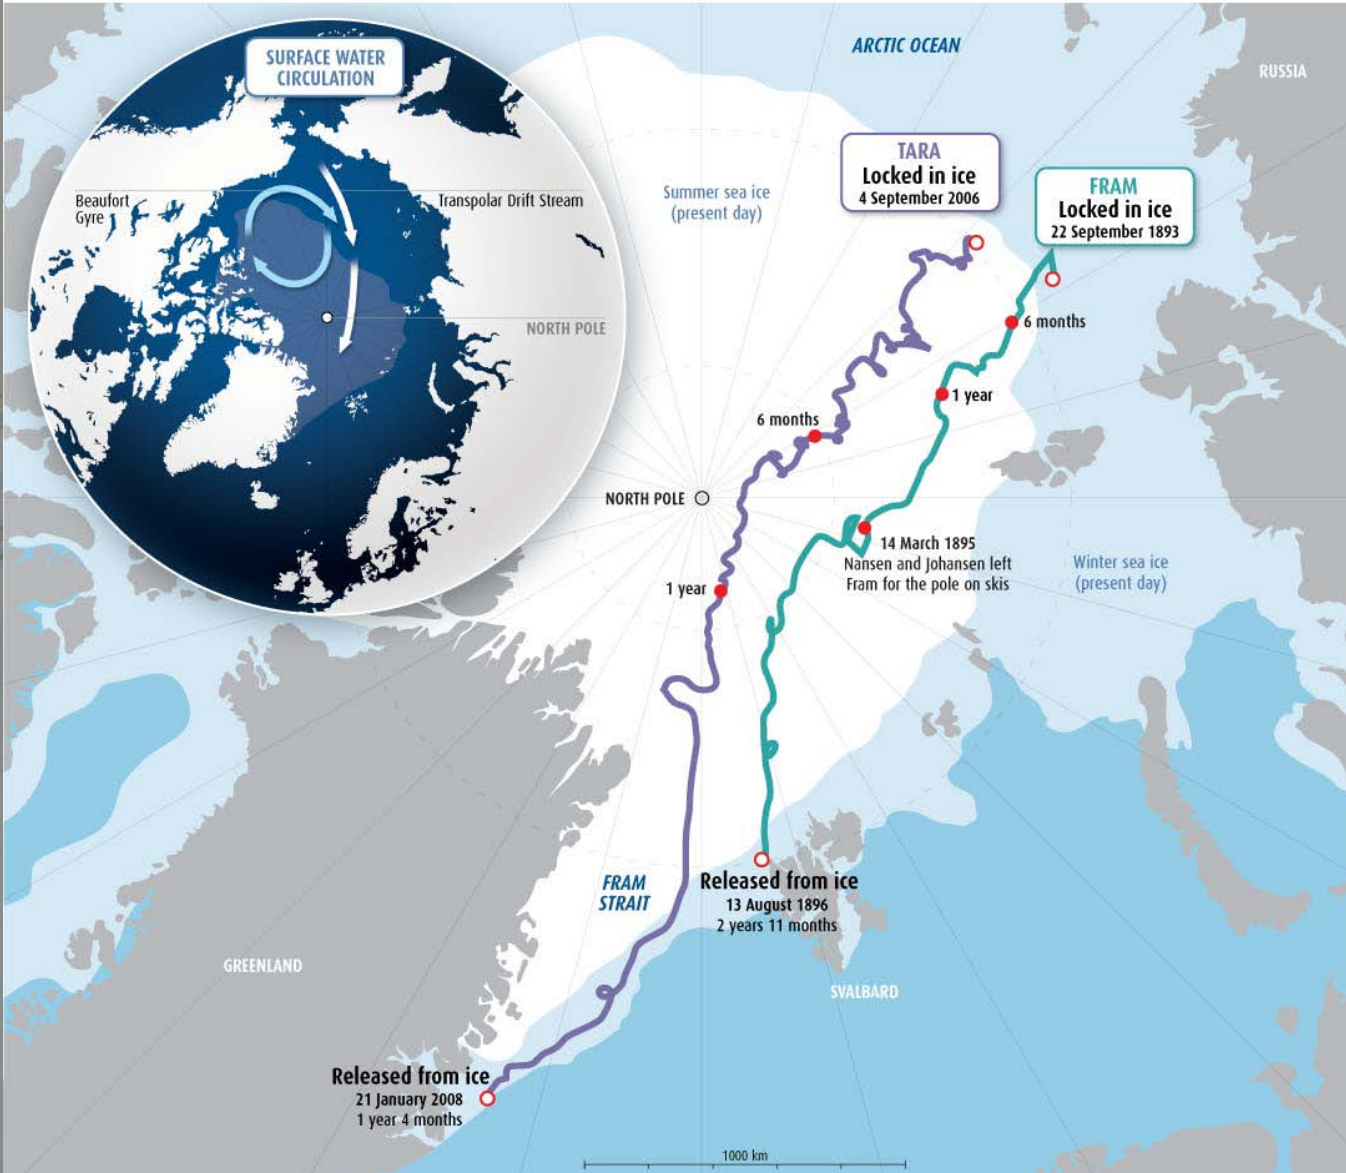 SURFACE WATER
CIRCULATION
Beaufort
Gyre
Transpolar Drift Stream
NORTH POLE
ARCTIC OCEAN
RUSSIA
TARA
Locked in ice
4 September 2006
FRAM
Locked in ice
22 September 1893
Summer sea ice
(present day)
6 months
1 year
6 months
NORTH POLE
14 March 1895
Nansen and Johansen left
Fram for the pole on skis
Winter sea ice
(present day)
1 year
FRAM
STRAIT
Released from ice
13 August 1896
2 years 11 months
GREENLAND
SVALBARD
Released from ice
21 January 2008
1 year 4 months
1000 km